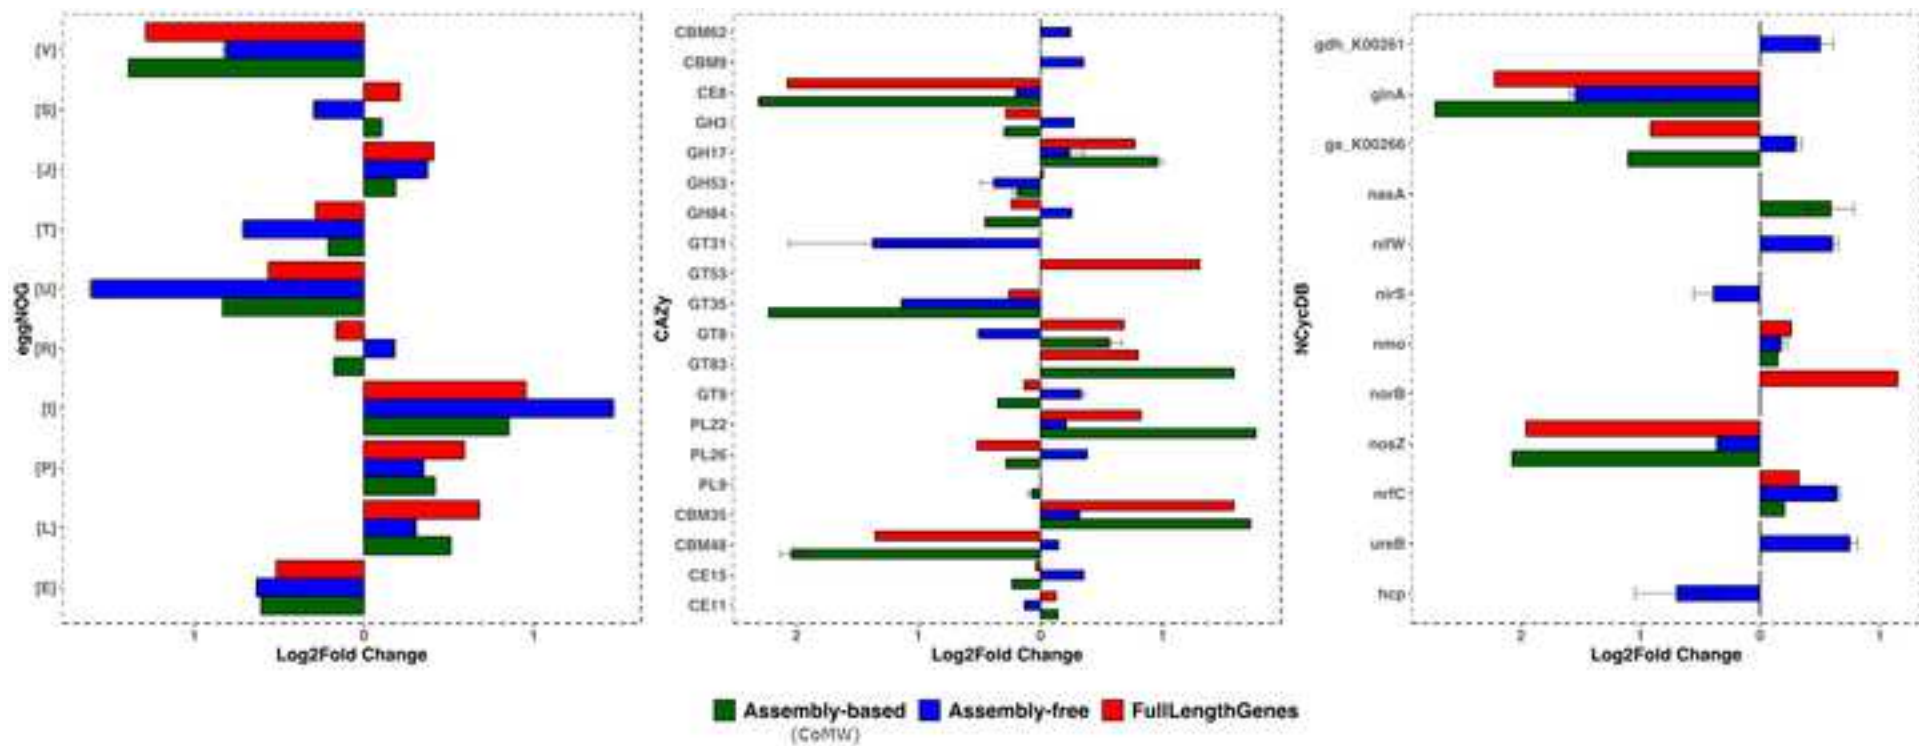 eggNOG
[V]
[S]
[J]
[T]
[U]
[R]
[I]
[P]
[L]
[E]
1 0 1
Log2Fold Change
CAZy
CBM62
CBM9
CE8
GH3
GH17
GH53
GH84
GT31
GT55
GT35
GT8
GT83
GT9
PL22
PL26
PL9
CBM35
CBM48
CE15
CE11
2 1 0 1
Log2Fold Change
NCycDB
gdh_K00261
glnA
gs_K00266
nasA
nifW
nirS
nmo
norB
nosZ
nrfC
ureB
hcp
2 1 0 1
Log2Fold Change
Assembly-based Assembly-free FullLengthGenes
(CoMW)